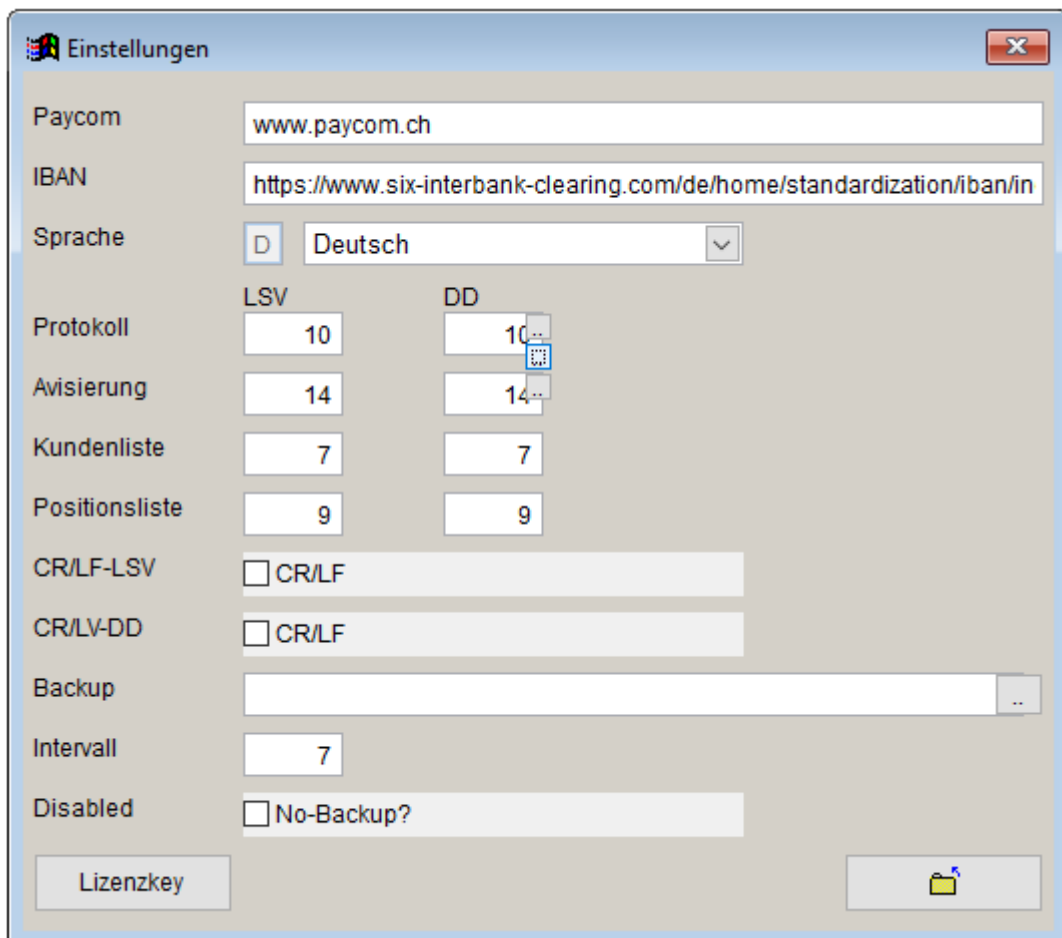 Einstellungen
Paycom www.paycom.ch
IBAN https://www.six-interbank-clearing.com/de/home/standardization/iban/in
Sprache D Deutsch
LSV DD
Protokoll 10 10 ..
Avisierung 14 14 ..
Kundenliste 7 7
Positionsliste 9 9
CR/LF-LSV CR/LF
CR/LV-DD CR/LF
Backup ..
Intervall 7
Disabled No-Backup?
Lizenzkey